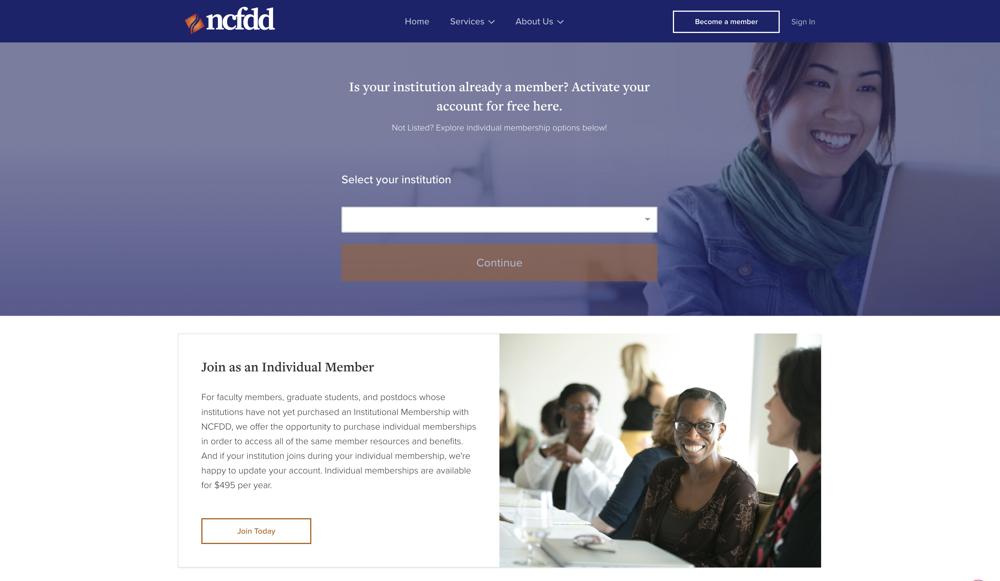 ncfdd
Home
Services
About Us
Become a member
Sign In
Is your institution already a member? Activate your
account for free here.
Not Listed? Explore individual membership options below!
Select your institution
Continue
Join as an Individual Member
For faculty members, graduate students, and postdocs whose
institutions have not yet purchased an Institutional Membership with
NCFDD, we offer the opportunity to purchase individual memberships
in order to access all of the same member resources and benefits.
And if your institution joins during your individual membership, we're
happy to update your account. Individual memberships are available
for $495 per year.
Join Today